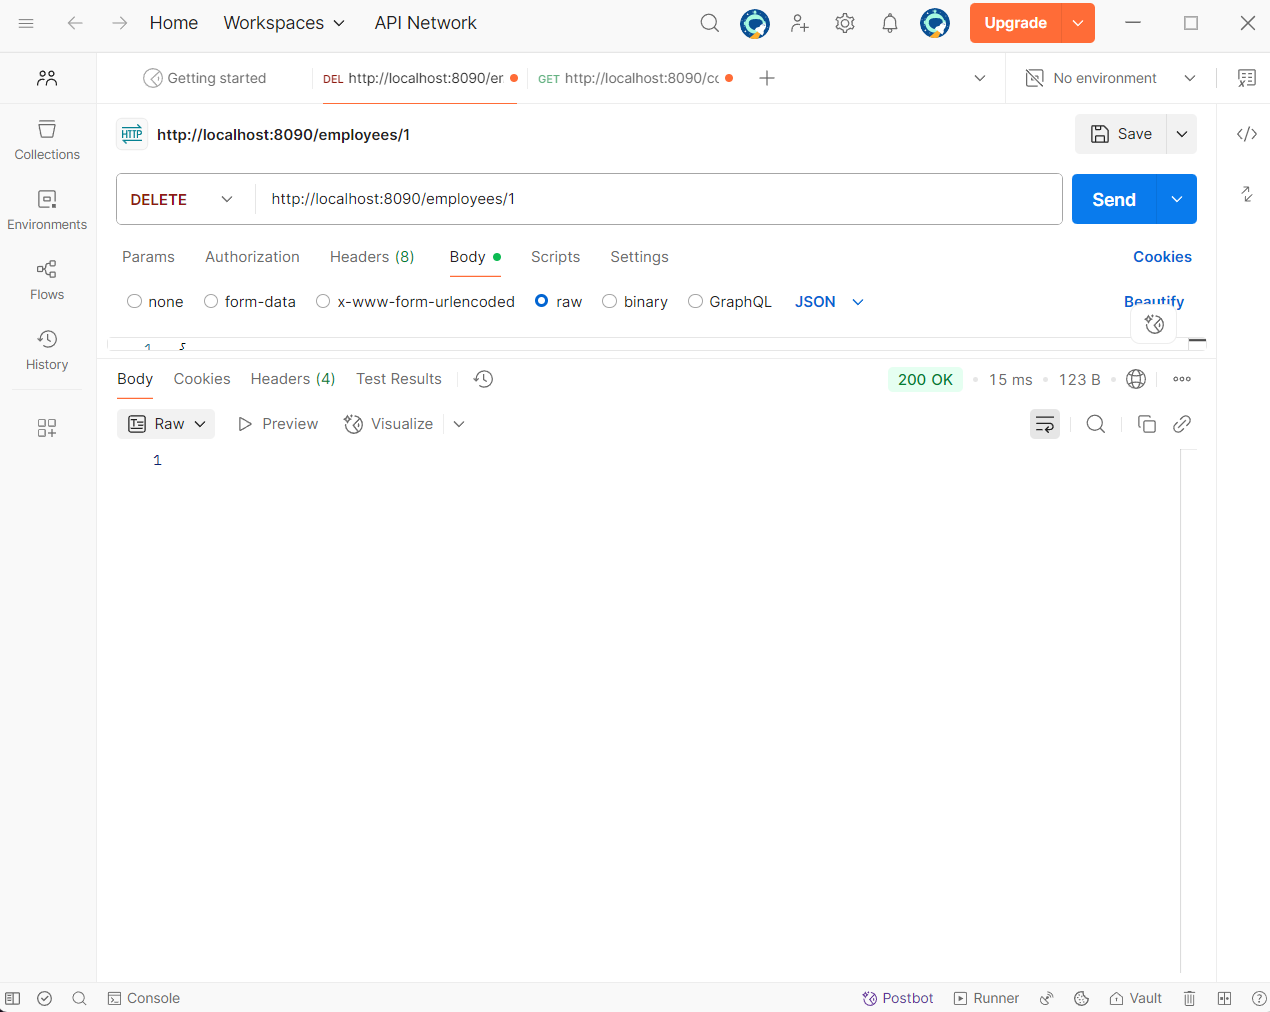 Home Workspaces API Network Upgrade
Getting started DEL http://localhost:8090/er GET http://localhost:8090/cc No environment
HTTP http://localhost:8090/employees/1 Save
Collections
DELETE http://localhost:8090/employees/1 Send
Environments
Params Authorization Headers (8) Body Scripts Settings Cookies
none form-data x-www-form-urlencoded raw binary GraphQL JSON Beautify
Flows
1 {
History
Body Cookies Headers (4) Test Results 200 OK 15 ms 123 B
Raw Preview Visualize
1
Console Postbot Runner Vault